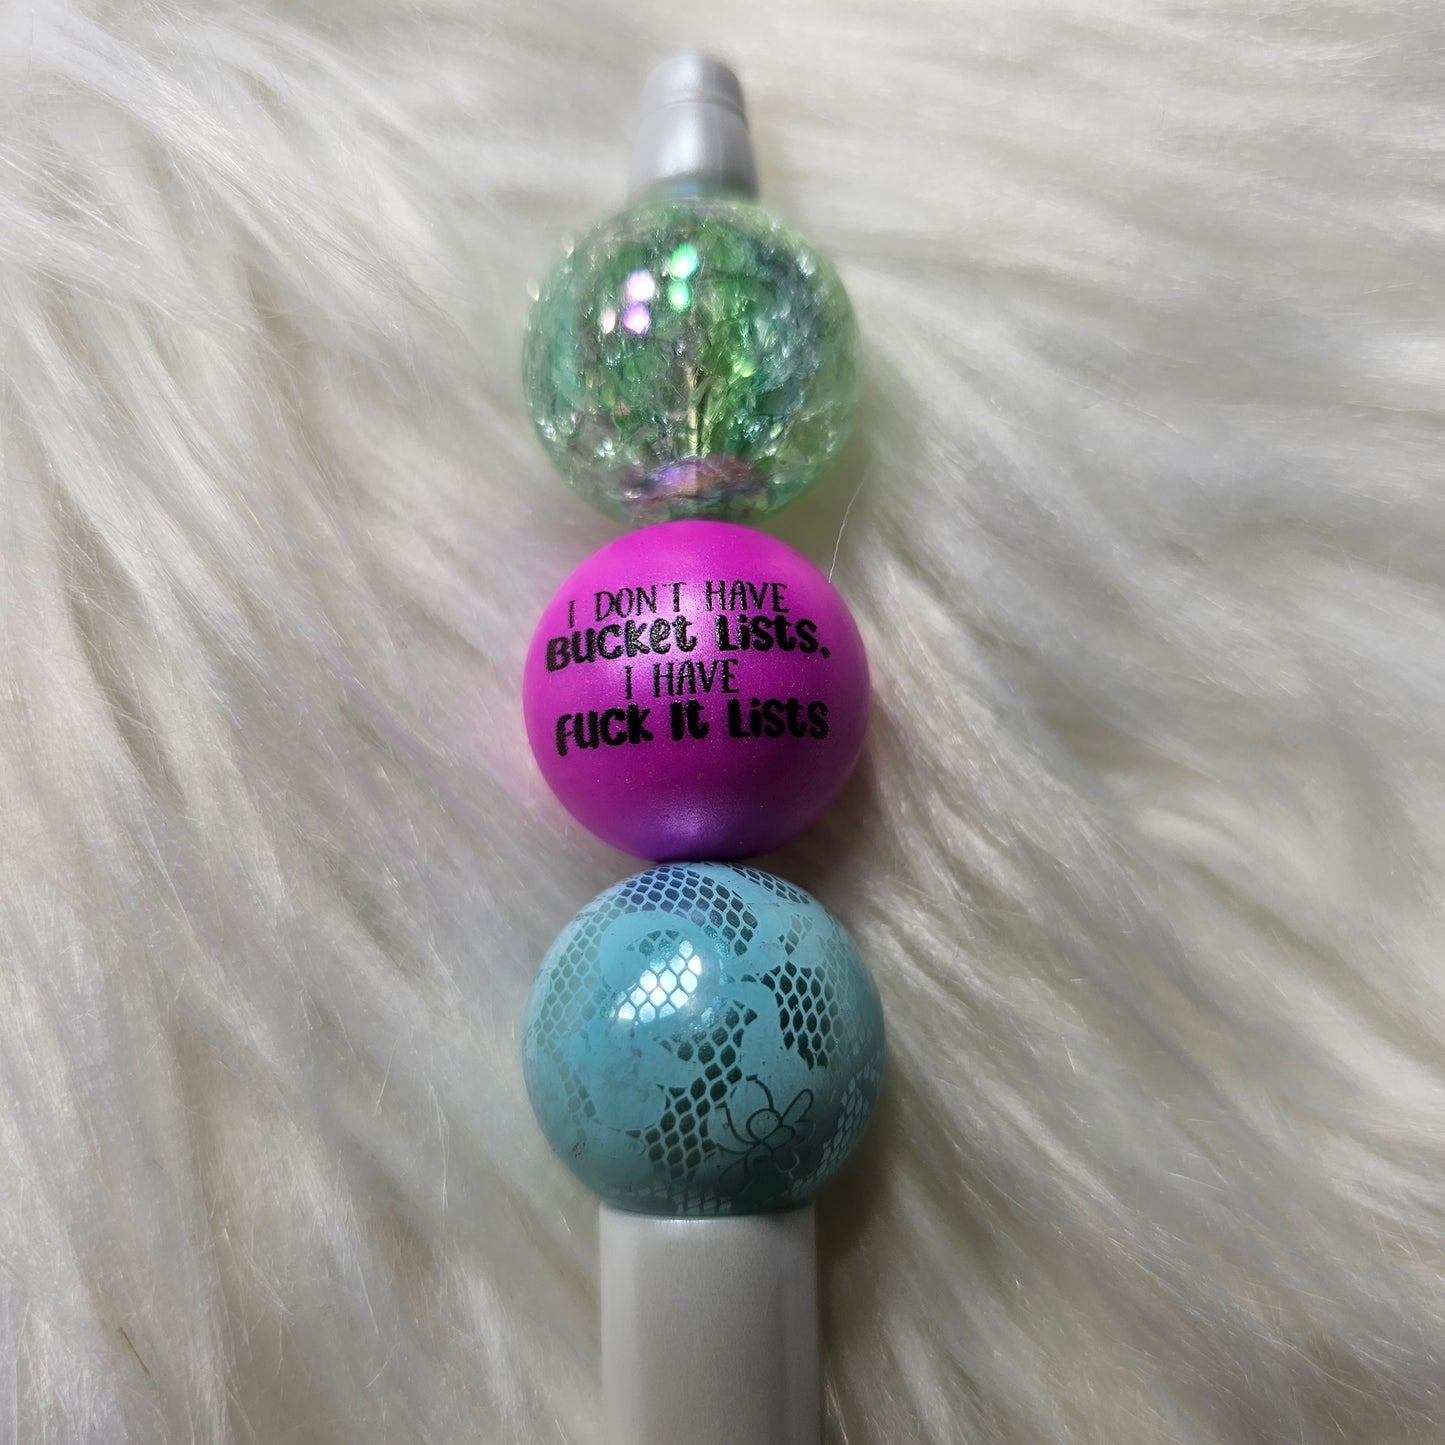 I DON'T HAVE
BUCKET LISTS.
I HAVE
FUCK IT LISTS